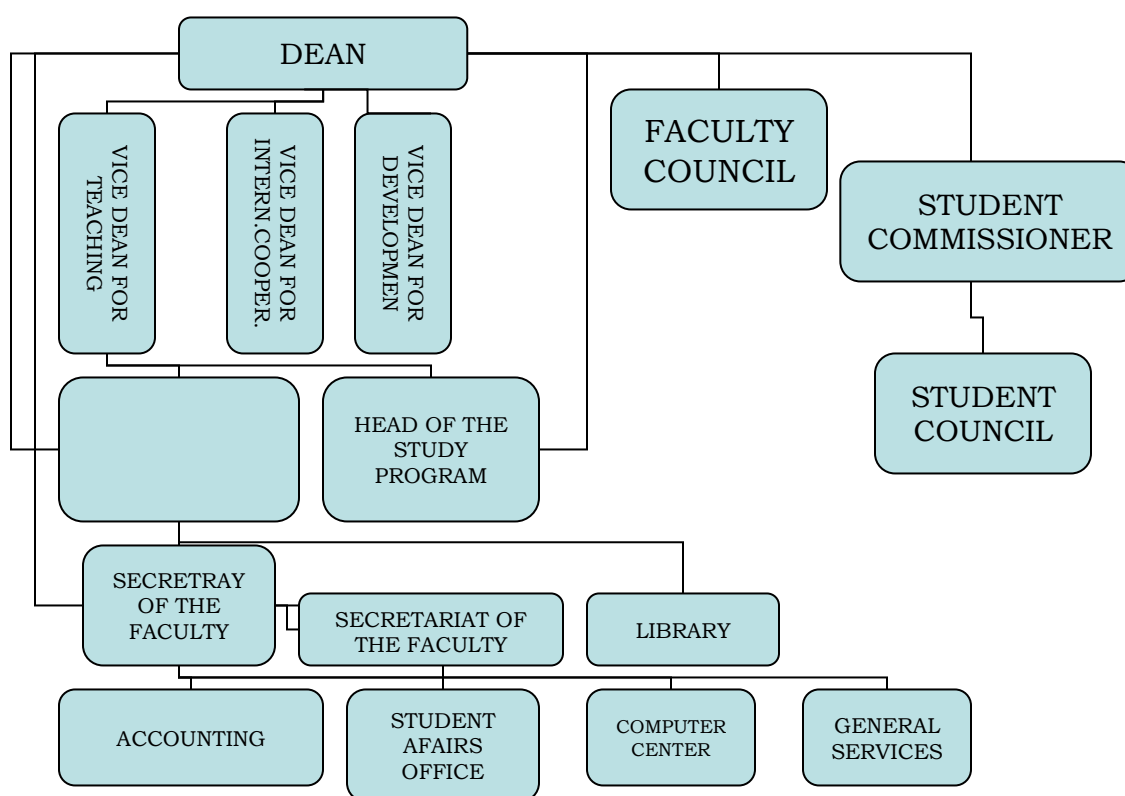 DEAN
VICE DEAN FOR
TEACHING
VICE DEAN FOR
INTERN.COOPER.
VICE DEAN FOR
DEVELOPMEN
FACULTY
COUNCIL
STUDENT
COMMISSIONER
STUDENT
COUNCIL
HEAD OF THE
STUDY
PROGRAM
SECRETRAY
OF THE
FACULTY
SECRETARIAT OF
THE FACULTY
LIBRARY
ACCOUNTING
STUDENT
AFAIRS
OFFICE
COMPUTER
CENTER
GENERAL
SERVICES